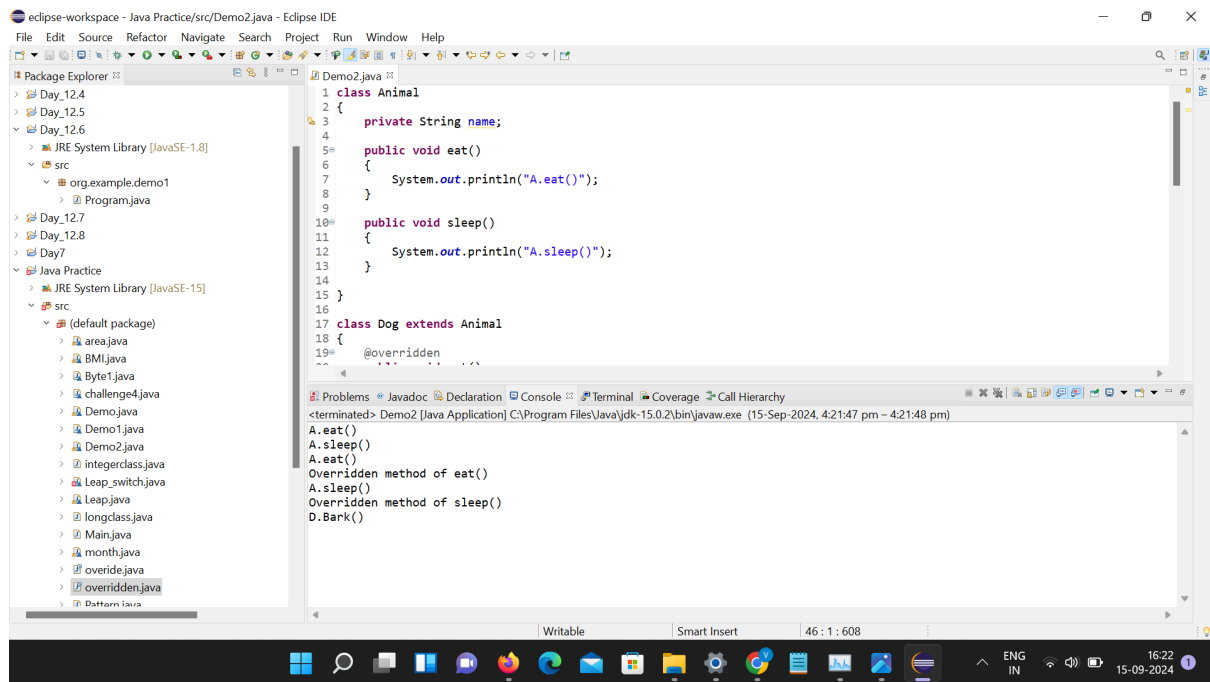 eclipse-workspace - Java Practice/src/Demo2.java - Eclipse IDE
File Edit Source Refactor Navigate Search Project Run Window Help
Package Explorer
Day_12.4
Day_12.5
Day_12.6
JRE System Library [JavaSE-1.8]
src
org.example.demo1
Program.java
Day_12.7
Day_12.8
Day7
Java Practice
JRE System Library [JavaSE-15]
src
(default package)
area.java
BMI.java
Byte1.java
challenge4.java
Demo.java
Demo1.java
Demo2.java
integerclass.java
Leap_switch.java
Leap.java
longclass.java
Main.java
month.java
overide.java
overridden.java
Pattern.java
Demo2.java
1 class Animal
2 {
3 private String name;
4
5 public void eat()
6 {
7 System.out.println("A.eat()");
8 }
9
10 public void sleep()
11 {
12 System.out.println("A.sleep()");
13 }
14
15 }
16
17 class Dog extends Animal
18 {
19 @overridden
Problems Javadoc Declaration Console Terminal Coverage Call Hierarchy
<terminated> Demo2 [Java Application] C:\Program Files\Java\jdk-15.0.2\bin\javaw.exe (15-Sep-2024, 4:21:47 pm – 4:21:48 pm)
A.eat()
A.sleep()
A.eat()
Overridden method of eat()
A.sleep()
Overridden method of sleep()
D.Bark()
Writable Smart Insert 46 : 1 : 608
ENG
IN
16:22
15-09-2024
1